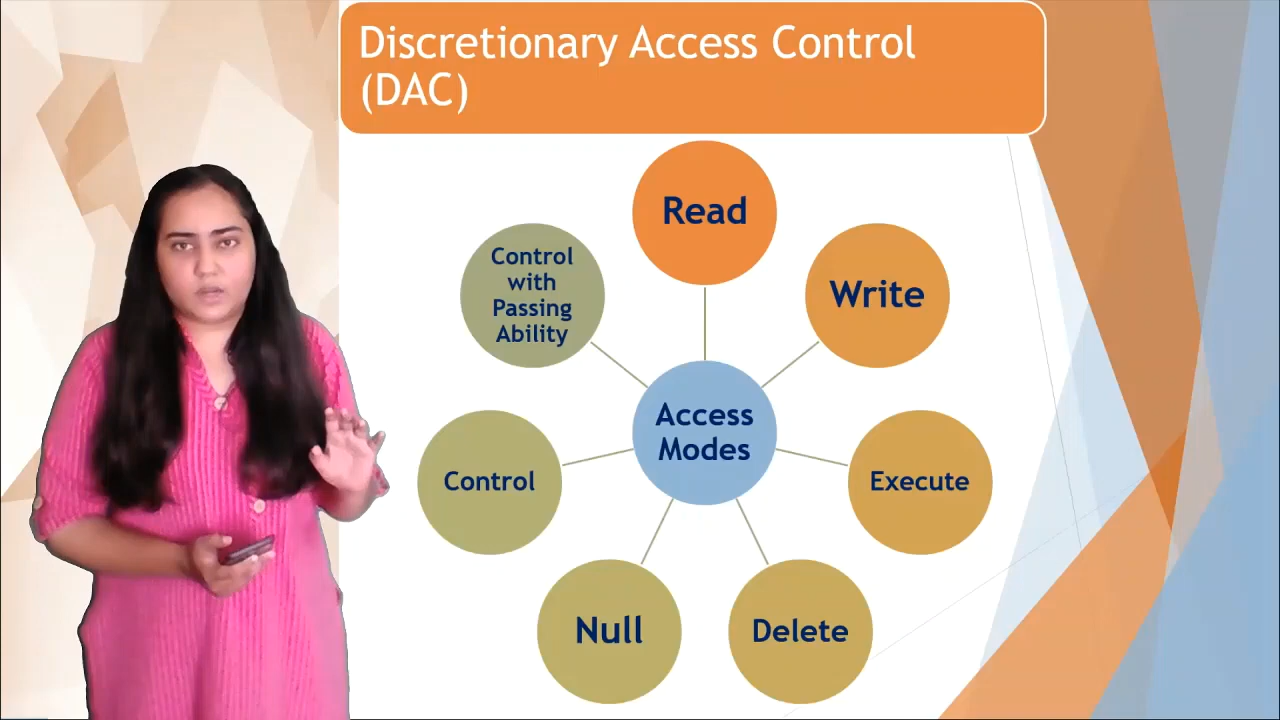 Discretionary Access Control
(DAC)
Read
Write
Execute
Delete
Null
Control
Control
with
Passing
Ability
Access
Modes